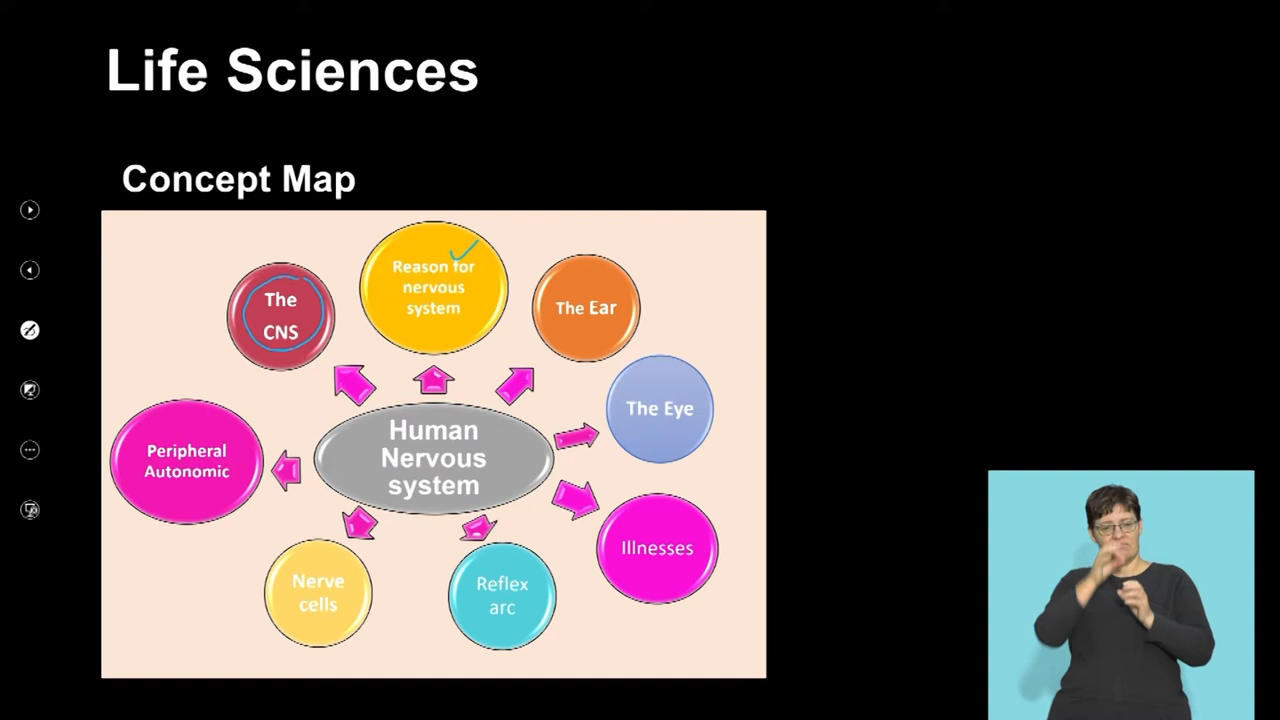 Life Sciences
Concept Map
Reason for
nervous
system
The
CNS
The Ear
The Eye
Human
Nervous
system
Peripheral
Autonomic
Illnesses
Nerve
cells
Reflex
arc